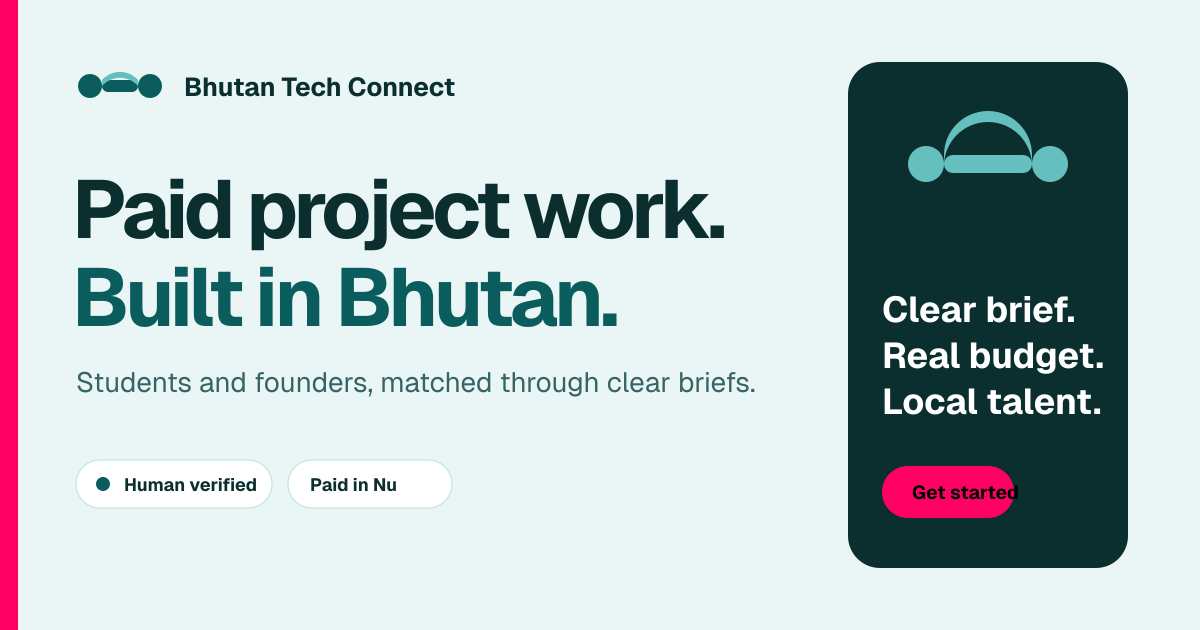 Bhutan Tech Connect
Paid project work.
Built in Bhutan.
Students and founders, matched through clear briefs.
Human verified
Paid in Nu
Clear brief.
Real budget.
Local talent.
Get started